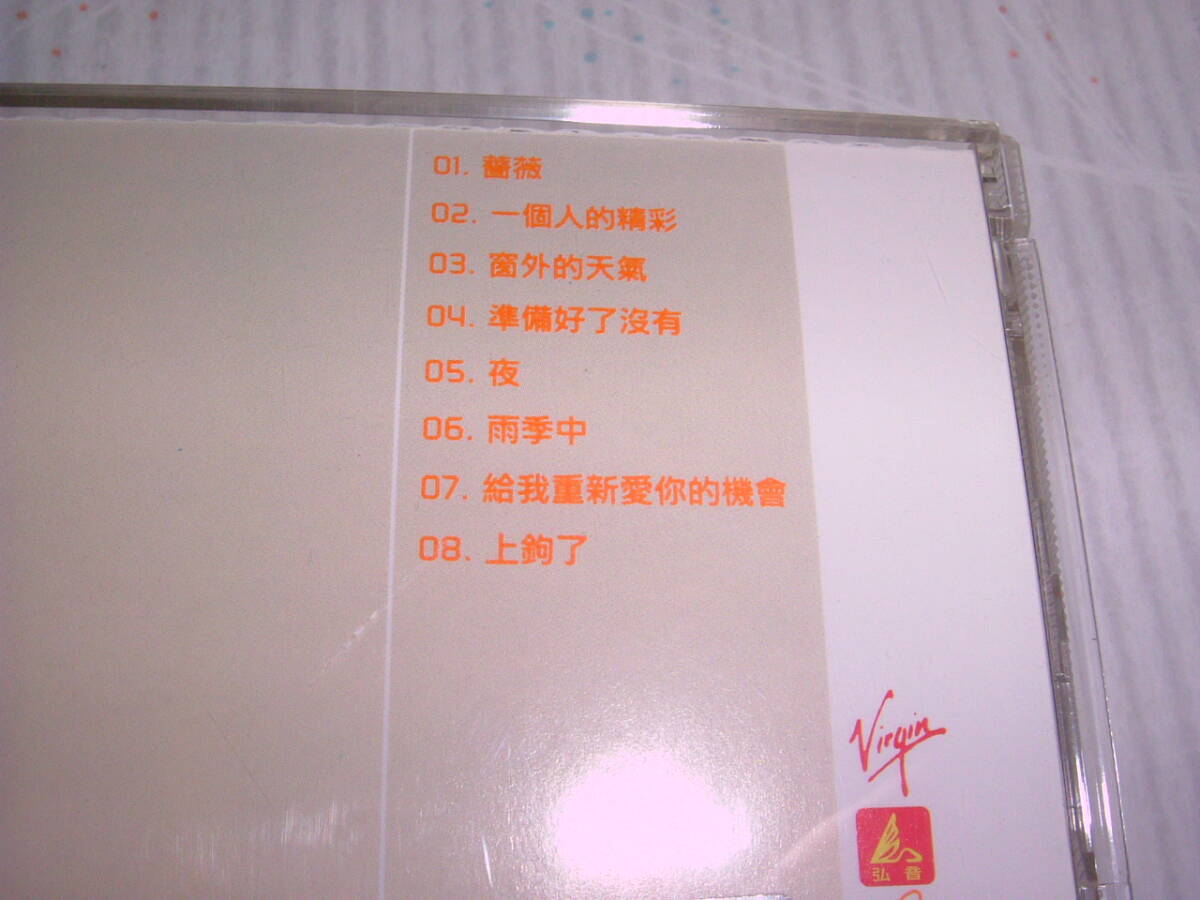 01. 薔薇
02. 一個人的精彩
03. 窗外的天氣
04. 準備好了沒有
05. 夜
06. 雨季中
07. 給我重新愛你的機會
08. 上鉤了
Virgin
弘音